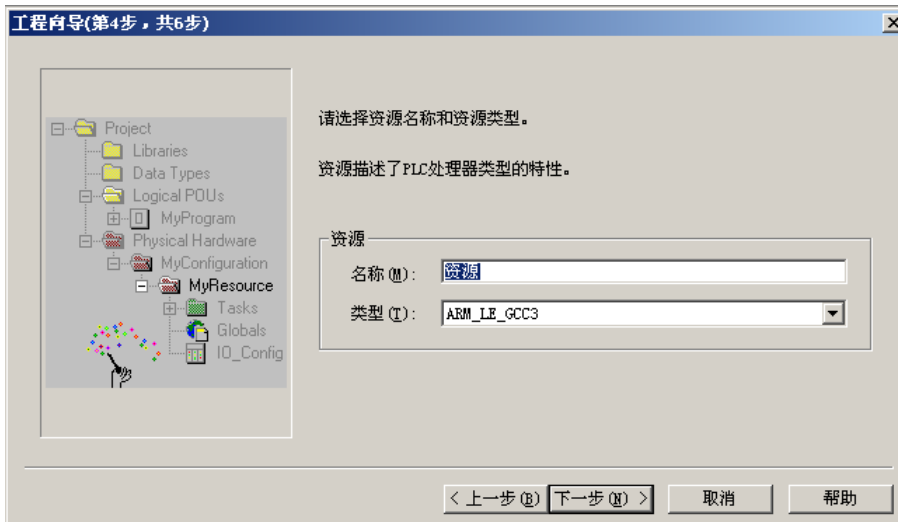 工程向导(第4步，共6步)
Project
Libraries
Data Types
Logical POUs
MyProgram
Physical Hardware
MyConfiguration
MyResource
Tasks
Globals
IO_Config
请选择资源名称和资源类型。
资源描述了PLC处理器类型的特性。
资源
名称(M): 资源
类型(T): ARM_LE_GCC3
< 上一步(B) 下一步(N) > 取消 帮助